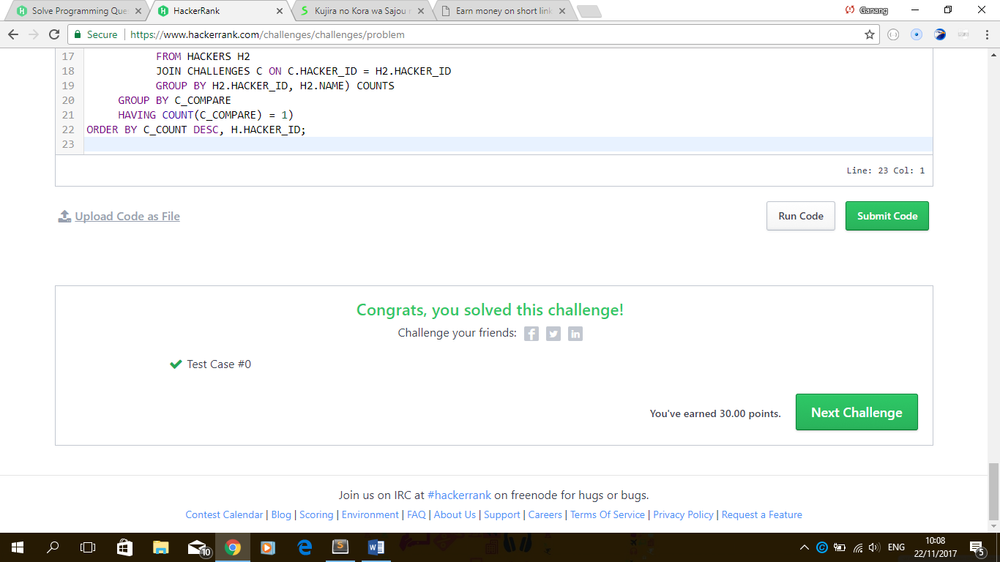 Solve Programming Que
HackerRank
Kujira no Kora wa Sajou
Earn money on short link
Ganang
Secure
https://www.hackerrank.com/challenges/challenges/problem
17 FROM HACKERS H2
18 JOIN CHALLENGES C ON C.HACKER_ID = H2.HACKER_ID
19 GROUP BY H2.HACKER_ID, H2.NAME) COUNTS
20 GROUP BY C_COMPARE
21 HAVING COUNT(C_COMPARE) = 1)
22 ORDER BY C_COUNT DESC, H.HACKER_ID;
23
Line: 23 Col: 1
Upload Code as File
Run Code
Submit Code
Congrats, you solved this challenge!
Challenge your friends:
Test Case #0
You've earned 30.00 points.
Next Challenge
Join us on IRC at #hackerrank on freenode for hugs or bugs.
Contest Calendar | Blog | Scoring | Environment | FAQ | About Us | Support | Careers | Terms Of Service | Privacy Policy | Request a Feature
10
ENG
10:08
22/11/2017
5